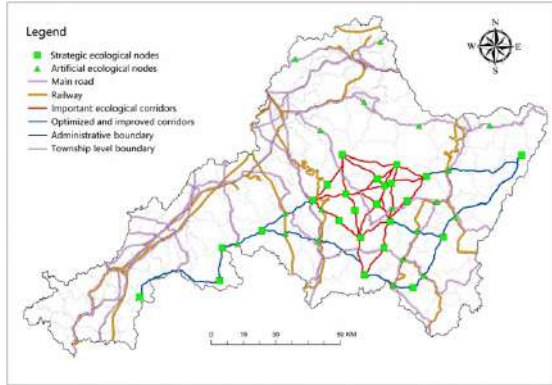 Legend
Strategic ecological nodes
Artificial ecological nodes
Main road
Railway
Important ecological corridors
Optimized and improved corridors
Administrative boundary
Township level boundary
N
W E
S
0 15 30 60 KM